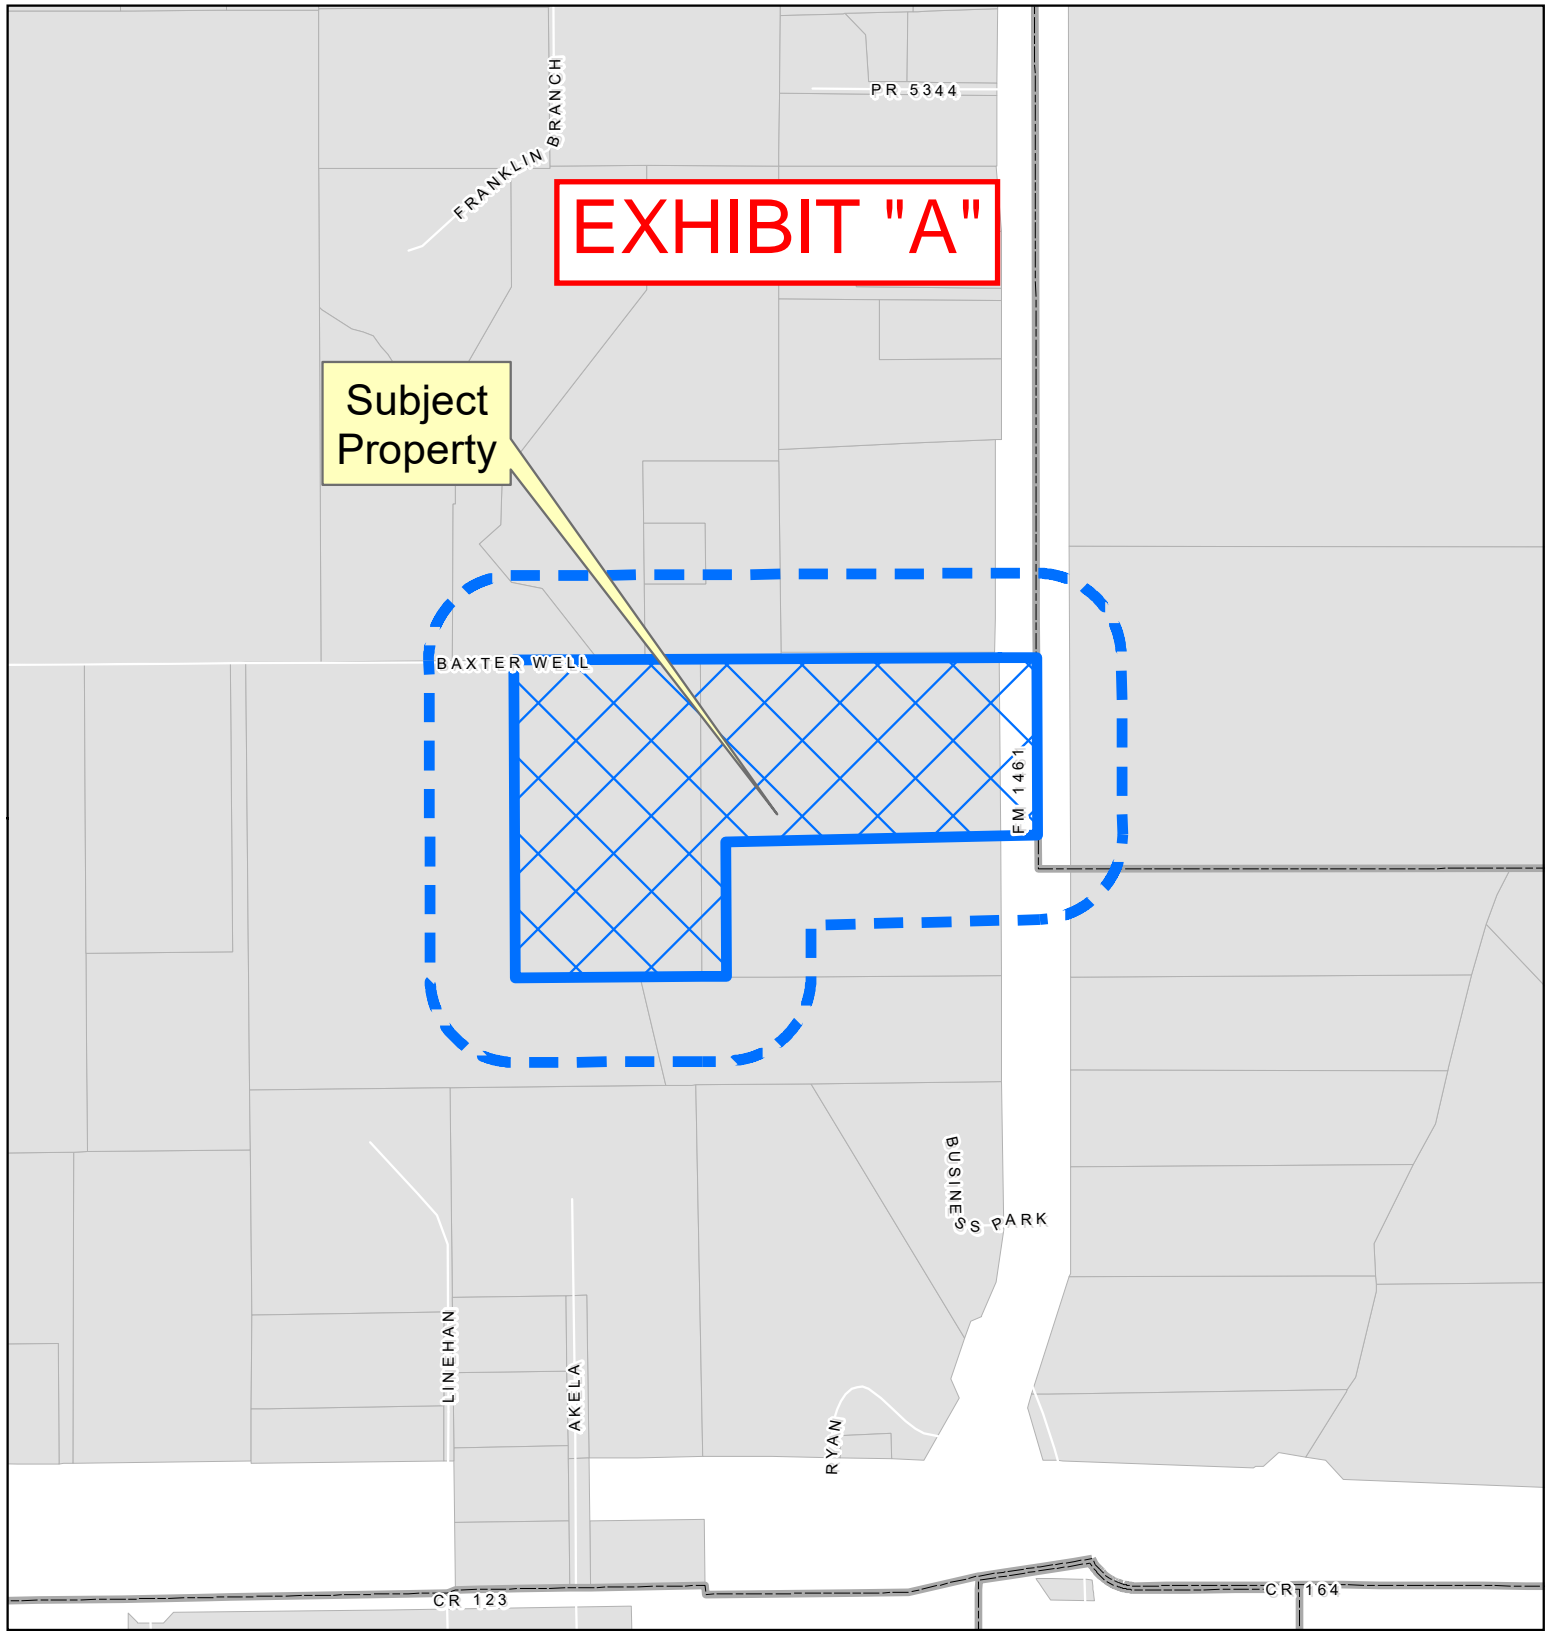 FRANKLIN BRANCH
PR 5344
EXHIBIT "A"
Subject
Property
BAXTER WELL
FM 1461
BUSINESS PARK
LINEHAN
AKELA
RYAN
CR 123
CR 164